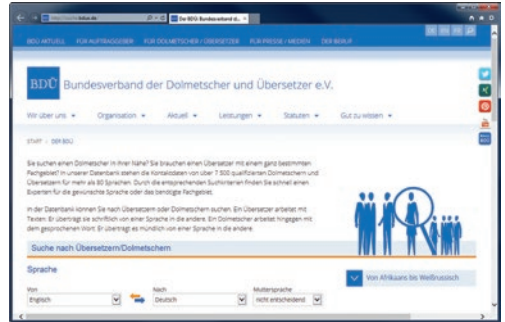 Der BDÜ: Bundesverband d...
BDÜ AKTUELL FÜR AUFTRAGGEBER FÜR DOLMETSCHER / ÜBERSETZER FÜR PRESSE / MEDIEN DER BERUF
BDÜ Bundesverband der Dolmetscher und Übersetzer e.V.
Wir über uns Organisation Aktuell Leistungen Statuten Gut zu wissen
START > DER BDÜ
Sie suchen einen Dolmetscher in Ihrer Nähe? Sie brauchen einen Übersetzer mit einem ganz bestimmten
Fachgebiet? In unserer Datenbank stehen die Kontaktdaten von über 7 500 qualifizierten Dolmetschern und
Übersetzern für mehr als 80 Sprachen. Durch die entsprechenden Suchkriterien finden Sie schnell einen
Experten für die gewünschte Sprache oder das benötigte Fachgebiet.
In der Datenbank können Sie nach Übersetzern oder Dolmetschern suchen. Ein Übersetzer arbeitet mit
Texten: Er überträgt sie schriftlich von einer Sprache in die andere. Ein Dolmetscher arbeitet hingegen mit
dem gesprochenen Wort: Er überträgt es mündlich von einer Sprache in die andere.
Suche nach Übersetzern/Dolmetschern
Sprache
Von Nach Muttersprache
Englisch Deutsch nicht entscheidend
Von Afrikaans bis Weißrussisch